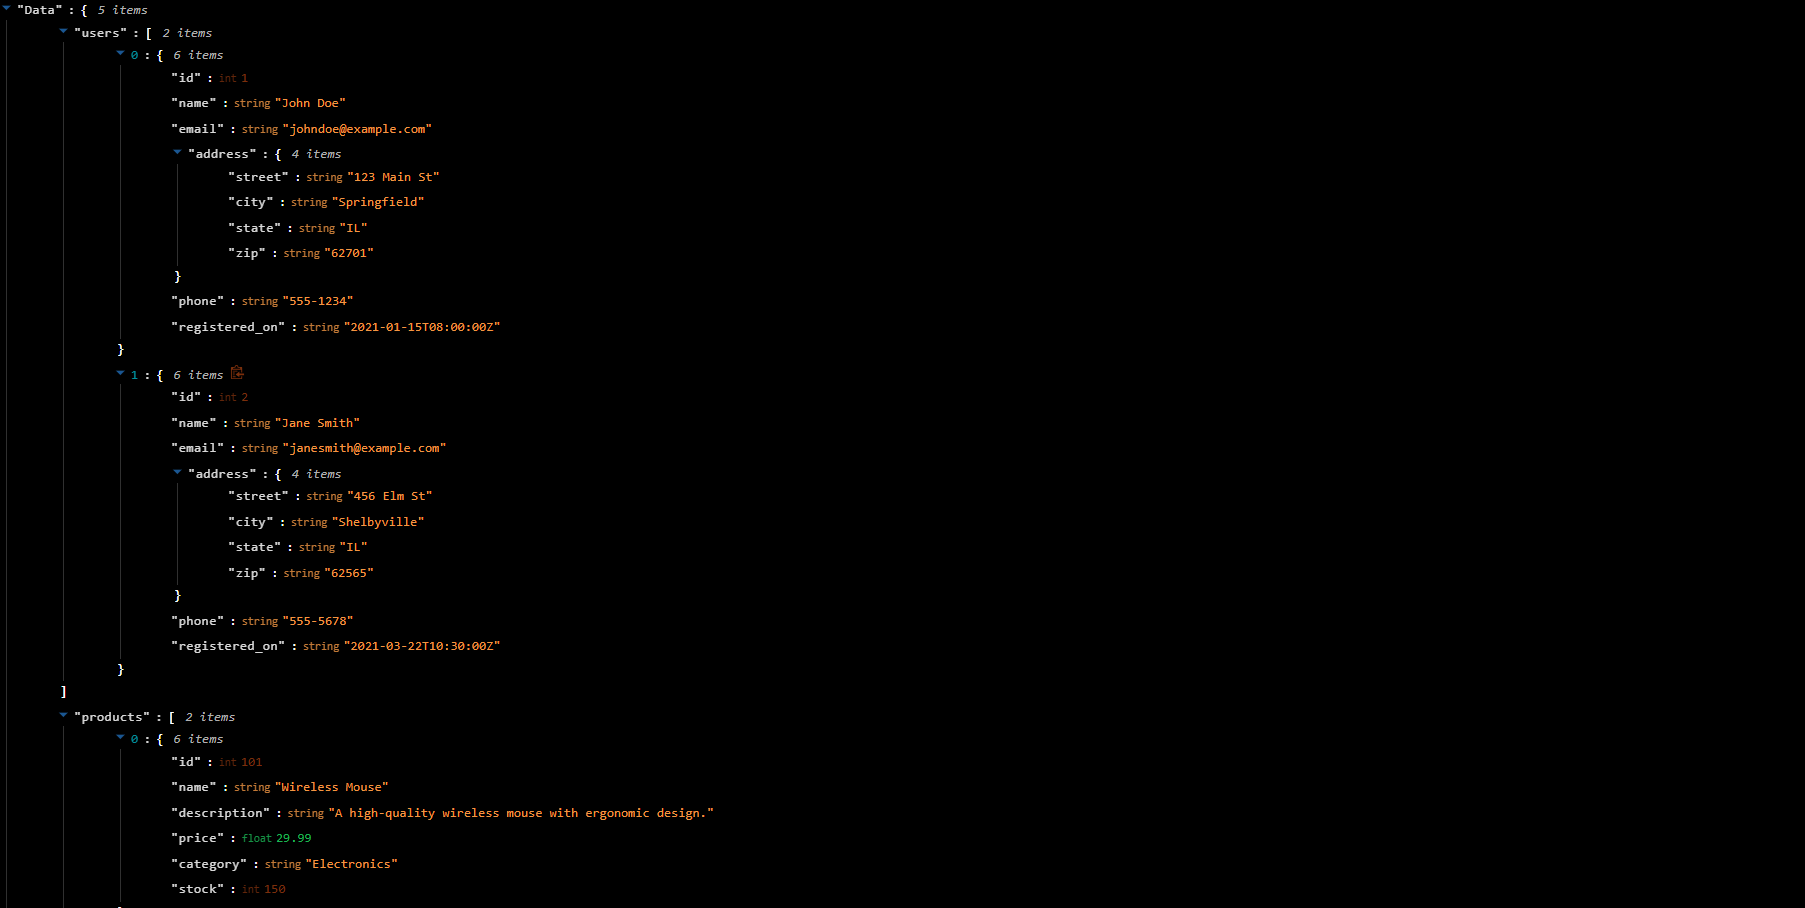 "Data" : { 5 items
"users" : [ 2 items
0 : { 6 items
"id" : int 1
"name" : string "John Doe"
"email" : string "johndoe@example.com"
"address" : { 4 items
"street" : string "123 Main St"
"city" : string "Springfield"
"state" : string "IL"
"zip" : string "62701"
}
"phone" : string "555-1234"
"registered_on" : string "2021-01-15T08:00:00Z"
}
1 : { 6 items
"id" : int 2
"name" : string "Jane Smith"
"email" : string "janesmith@example.com"
"address" : { 4 items
"street" : string "456 Elm St"
"city" : string "Shelbyville"
"state" : string "IL"
"zip" : string "62565"
}
"phone" : string "555-5678"
"registered_on" : string "2021-03-22T10:30:00Z"
}
]
"products" : [ 2 items
0 : { 6 items
"id" : int 101
"name" : string "Wireless Mouse"
"description" : string "A high-quality wireless mouse with ergonomic design."
"price" : float 29.99
"category" : string "Electronics"
"stock" : int 150